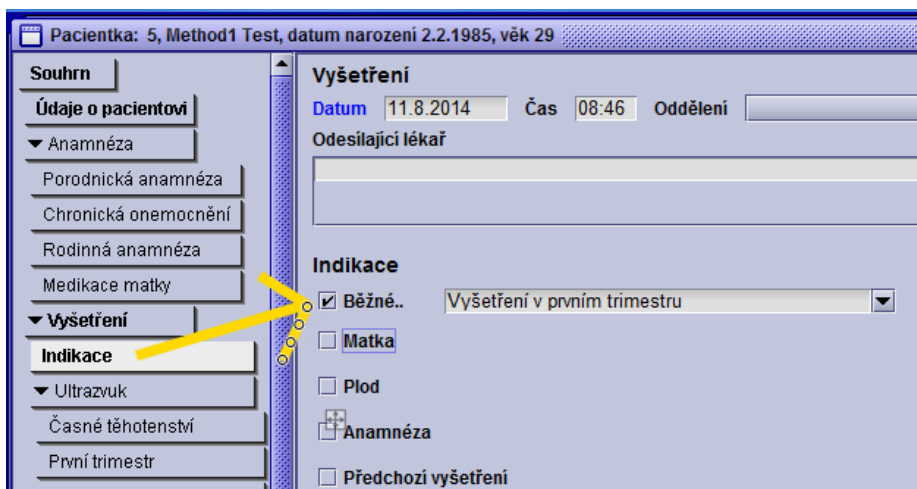 Pacientka: 5, Method1 Test, datum narození 2.2.1985, věk 29
Souhrn
Údaje o pacientovi
Anamnéza
Porodnická anamnéza
Chronická onemocnění
Rodinná anamnéza
Medikace matky
Vyšetření
Indikace
Ultrazvuk
Časné těhotenství
První trimestr
Vyšetření
Datum 11.8.2014 Čas 08:46 Oddělení
Odesílající lékař
Indikace
Běžné.. Vyšetření v prvním trimestru
Matka
Plod
Anamnéza
Předchozí vyšetření